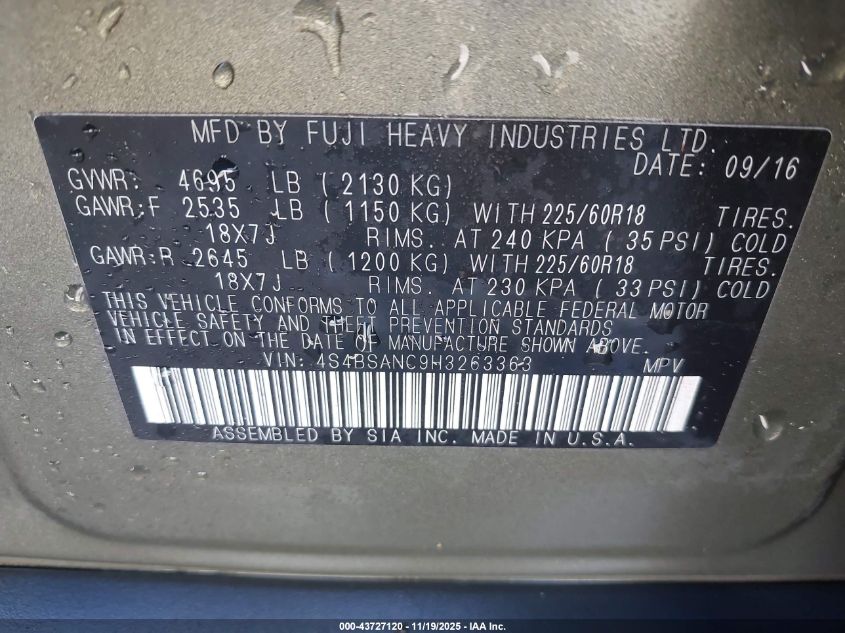 MFD BY FUJI HEAVY INDUSTRIES LTD.
DATE: 09/16
GVWR: 4695 LB (2130 KG)
GAWR:F 2535 LB (1150 KG) WITH 225/60R18 TIRES.
18X7J RIMS. AT 240 KPA (35 PSI) COLD
GAWR:R 2645 LB (1200 KG) WITH 225/60R18 TIRES.
18X7J RIMS. AT 230 KPA (33 PSI) COLD
THIS VEHICLE CONFORMS TO ALL APPLICABLE FEDERAL MOTOR
VEHICLE SAFETY AND THEFT PREVENTION STANDARDS
IN EFFECT ON THE DATE OF MANUFACTURE SHOWN ABOVE.
VIN: 4S4BSANC9H3263363 MPV
ASSEMBLED BY SIA INC. MADE IN U.S.A.
000-43727120 - 11/19/2025 - IAA Inc.